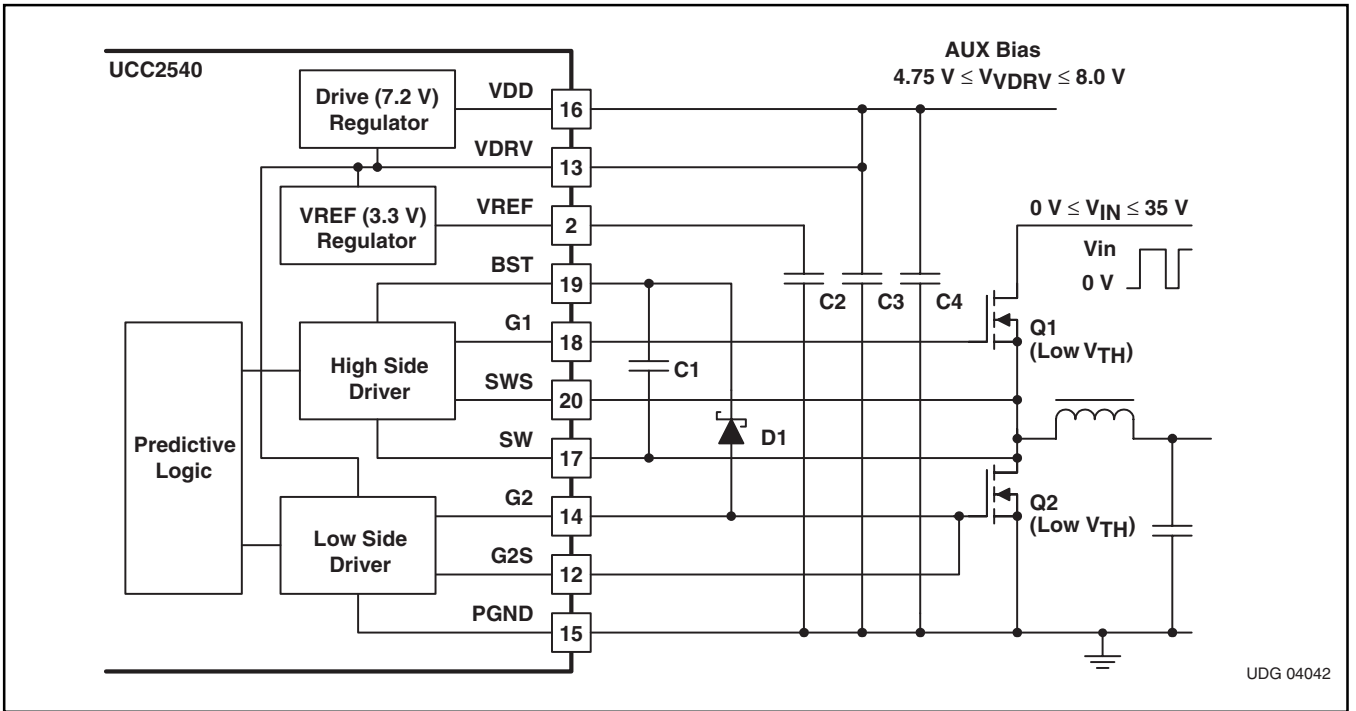 UCC2540
AUX Bias
4.75 V ≤ VVDRV ≤ 8.0 V
Drive (7.2 V)
Regulator
VDD
16
VDRV
13
VREF (3.3 V)
Regulator
VREF
2
0 V ≤ VIN ≤ 35 V
Vin
0 V
BST
19
C2
C3
C4
G1
18
Q1
(Low VTH)
High Side
Driver
C1
SWS
20
Predictive
Logic
SW
17
D1
G2
14
Q2
(Low VTH)
Low Side
Driver
G2S
12
PGND
15
UDG 04042